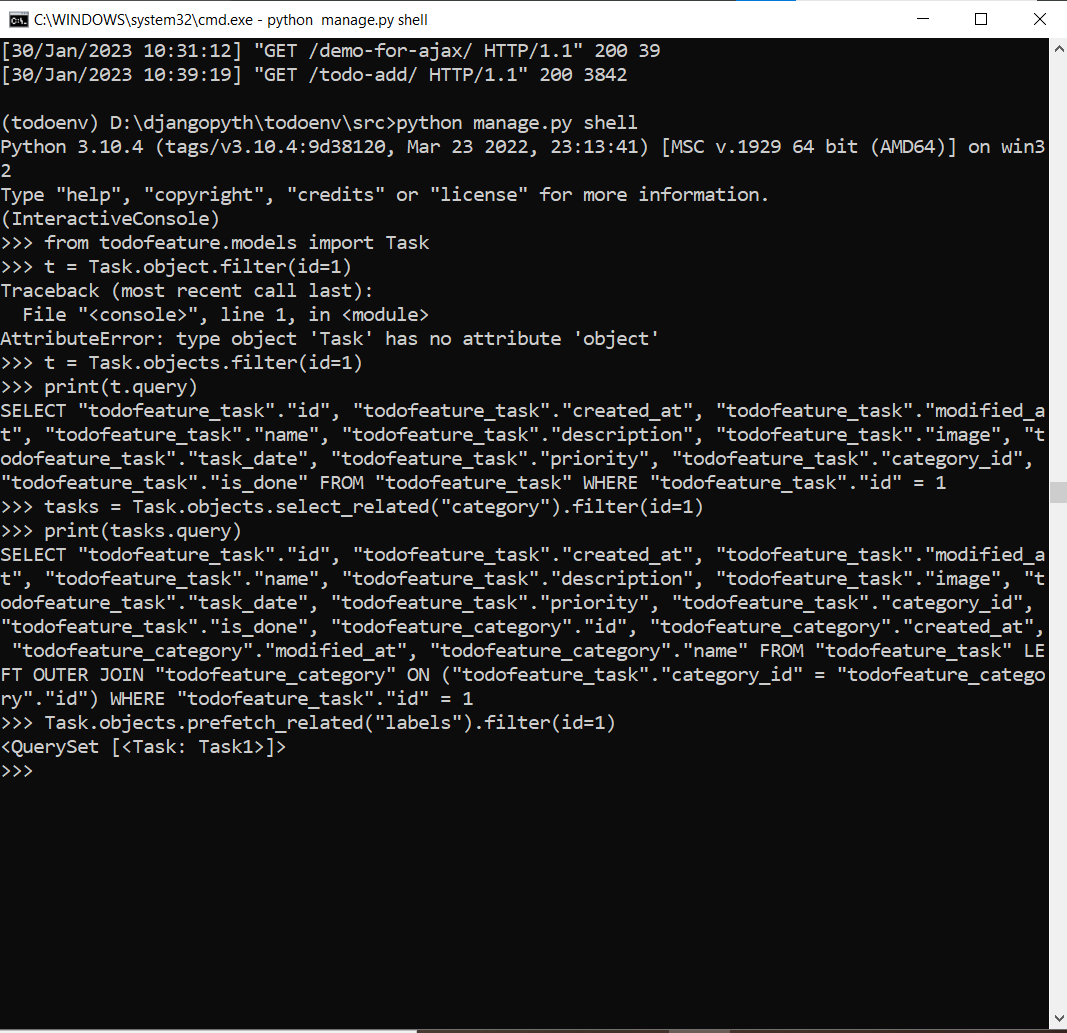 C:\WINDOWS\system32\cmd.exe - python  manage.py shell
[30/Jan/2023 10:31:12] "GET /demo-for-ajax/ HTTP/1.1" 200 39
[30/Jan/2023 10:39:19] "GET /todo-add/ HTTP/1.1" 200 3842
(todoenv) D:\djangopyth\todoenv\src>python manage.py shell
Python 3.10.4 (tags/v3.10.4:9d38120, Mar 23 2022, 23:13:41) [MSC v.1929 64 bit (AMD64)] on win3
2
Type "help", "copyright", "credits" or "license" for more information.
(InteractiveConsole)
>>> from todofeature.models import Task
>>> t = Task.object.filter(id=1)
Traceback (most recent call last):
  File "<console>", line 1, in <module>
AttributeError: type object 'Task' has no attribute 'object'
>>> t = Task.objects.filter(id=1)
>>> print(t.query)
SELECT "todofeature_task"."id", "todofeature_task"."created_at", "todofeature_task"."modified_a
t", "todofeature_task"."name", "todofeature_task"."description", "todofeature_task"."image", "t
odofeature_task"."task_date", "todofeature_task"."priority", "todofeature_task"."category_id",
"todofeature_task"."is_done" FROM "todofeature_task" WHERE "todofeature_task"."id" = 1
>>> tasks = Task.objects.select_related("category").filter(id=1)
>>> print(tasks.query)
SELECT "todofeature_task"."id", "todofeature_task"."created_at", "todofeature_task"."modified_a
t", "todofeature_task"."name", "todofeature_task"."description", "todofeature_task"."image", "t
odofeature_task"."task_date", "todofeature_task"."priority", "todofeature_task"."category_id",
"todofeature_task"."is_done", "todofeature_category"."id", "todofeature_category"."created_at",
 "todofeature_category"."modified_at", "todofeature_category"."name" FROM "todofeature_task" LE
FT OUTER JOIN "todofeature_category" ON ("todofeature_task"."category_id" = "todofeature_catego
ry"."id") WHERE "todofeature_task"."id" = 1
>>> Task.objects.prefetch_related("labels").filter(id=1)
<QuerySet [<Task: Task1>]>
>>>